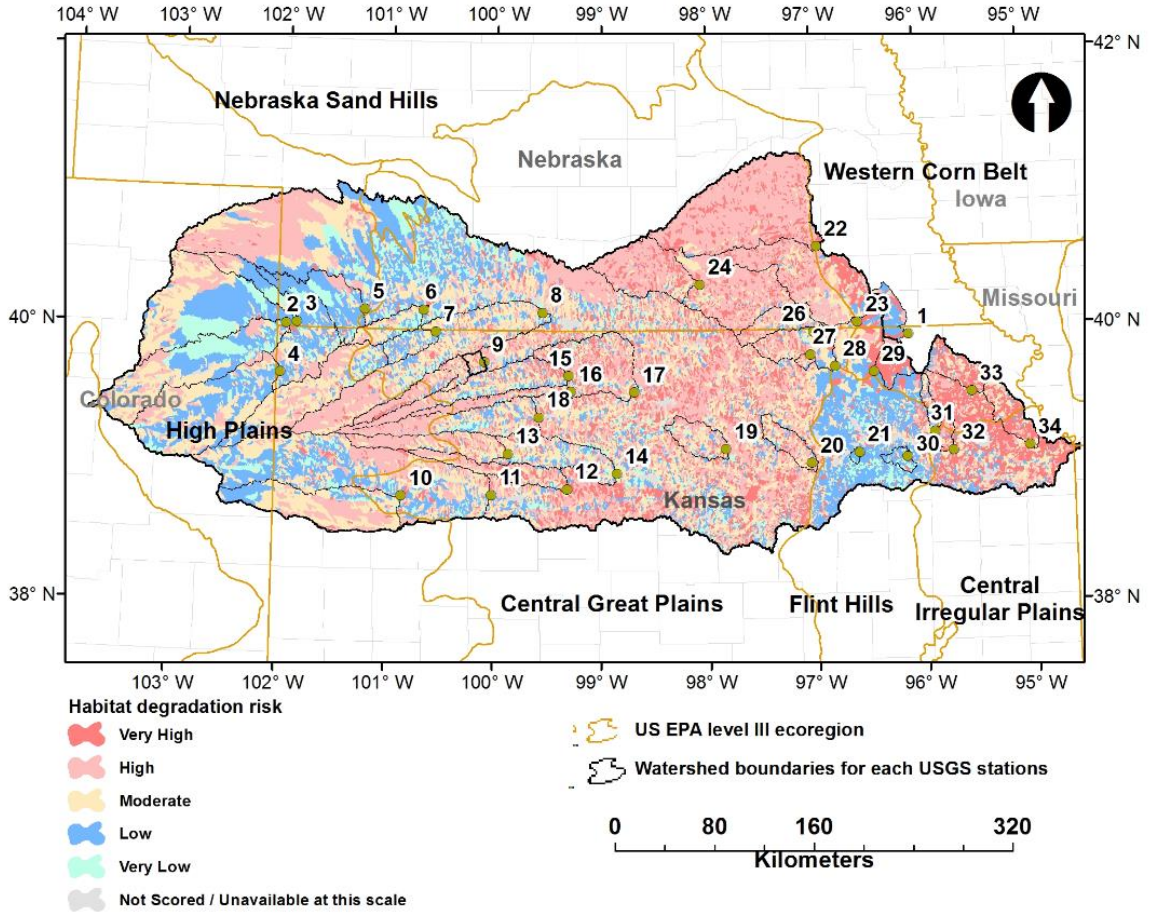 104° W 103° W 102° W 101° W 100° W 99° W 98° W 97° W 96° W 95° W
42° N
Nebraska Sand Hills
Nebraska
Western Corn Belt
Iowa
22
24
Missouri
40° N
2 3 5 6 7 8 26 23 1 40° N
4 9 15 27 28 29
16 17 33
Colorado
18
31
High Plains 13 19 20 21 30 32 34
10 11 12 14
Kansas
38° N
Central Great Plains
Flint Hills
Central
Irregular Plains
38° N
103° W 102° W 101° W 100° W 99° W 98° W 97° W 96° W 95° W
Habitat degradation risk
Very High
High
Moderate
Low
Very Low
Not Scored / Unavailable at this scale
US EPA level III ecoregion
Watershed boundaries for each USGS stations
0 80 160 320
Kilometers